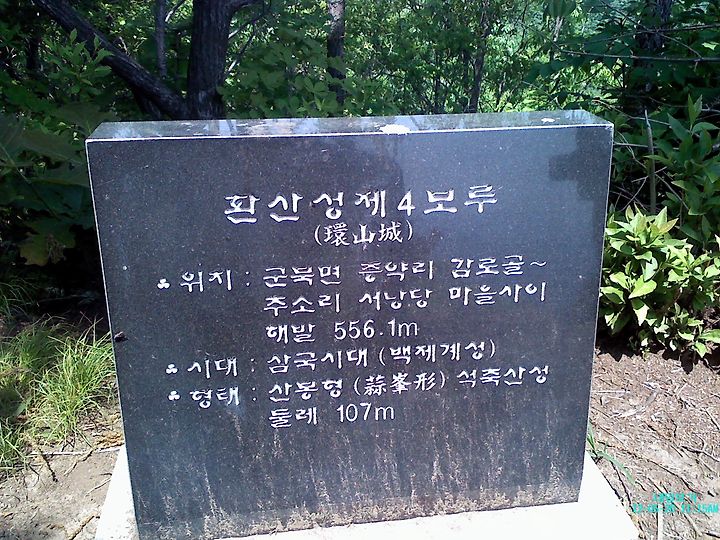 환산성제4보루
(環山城)
위치 : 군북면 증약리 감로골~
추소리 서낭당 마을사이
해발 556.1m
시대 : 삼국시대 (백제계성)
형태 : 산봉형 (蒜峯形) 석축산성
둘레 107m